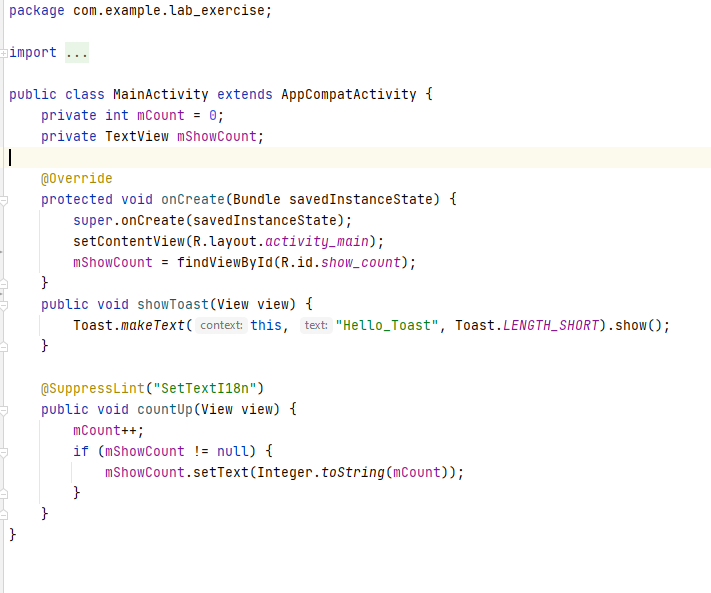 package com.example.lab_exercise;
import ...
public class MainActivity extends AppCompatActivity {
private int mCount = 0;
private TextView mShowCount;
@Override
protected void onCreate(Bundle savedInstanceState) {
super.onCreate(savedInstanceState);
setContentView(R.layout.activity_main);
mShowCount = findViewById(R.id.show_count);
}
public void showToast(View view) {
Toast.makeText( context: this, text: "Hello_Toast", Toast.LENGTH_SHORT).show();
}
@SuppressLint("SetTextI18n")
public void countUp(View view) {
mCount++;
if (mShowCount != null) {
mShowCount.setText(Integer.toString(mCount));
}
}
}